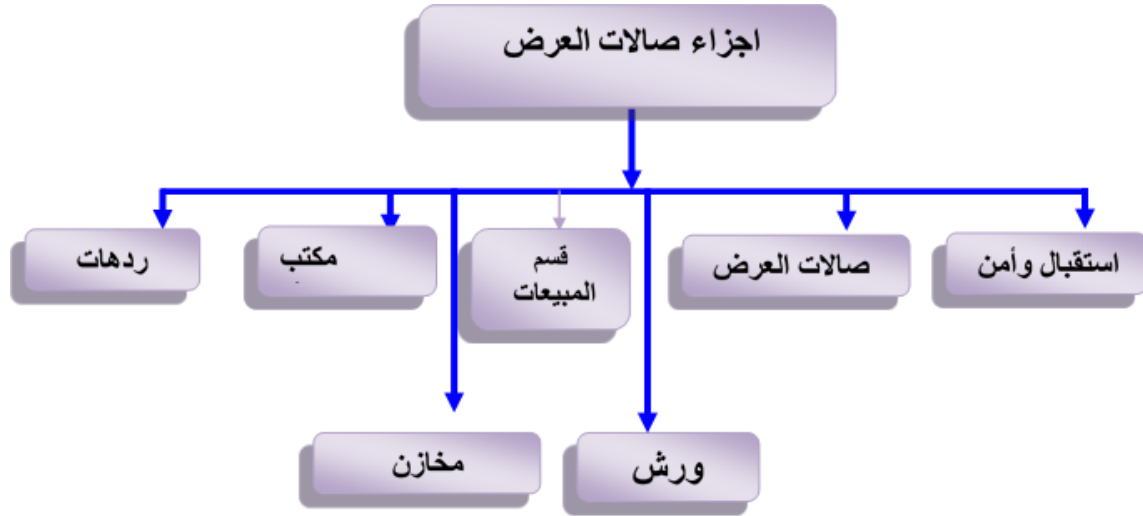 اجزاء صالات العرض
استقبال وأمن
صالات العرض
قسم
المبيعات
مكتب
ردهات
ورش
مخازن